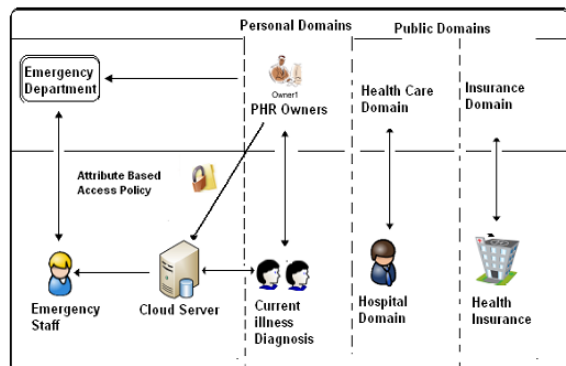 Personal Domains
Public Domains
Emergency
Department
Owner1
PHR Owners
Health Care
Domain
Insurance
Domain
Attribute Based
Access Policy
Emergency
Staff
Cloud Server
Current
illness
Diagnosis
Hospital
Domain
Health
Insurance